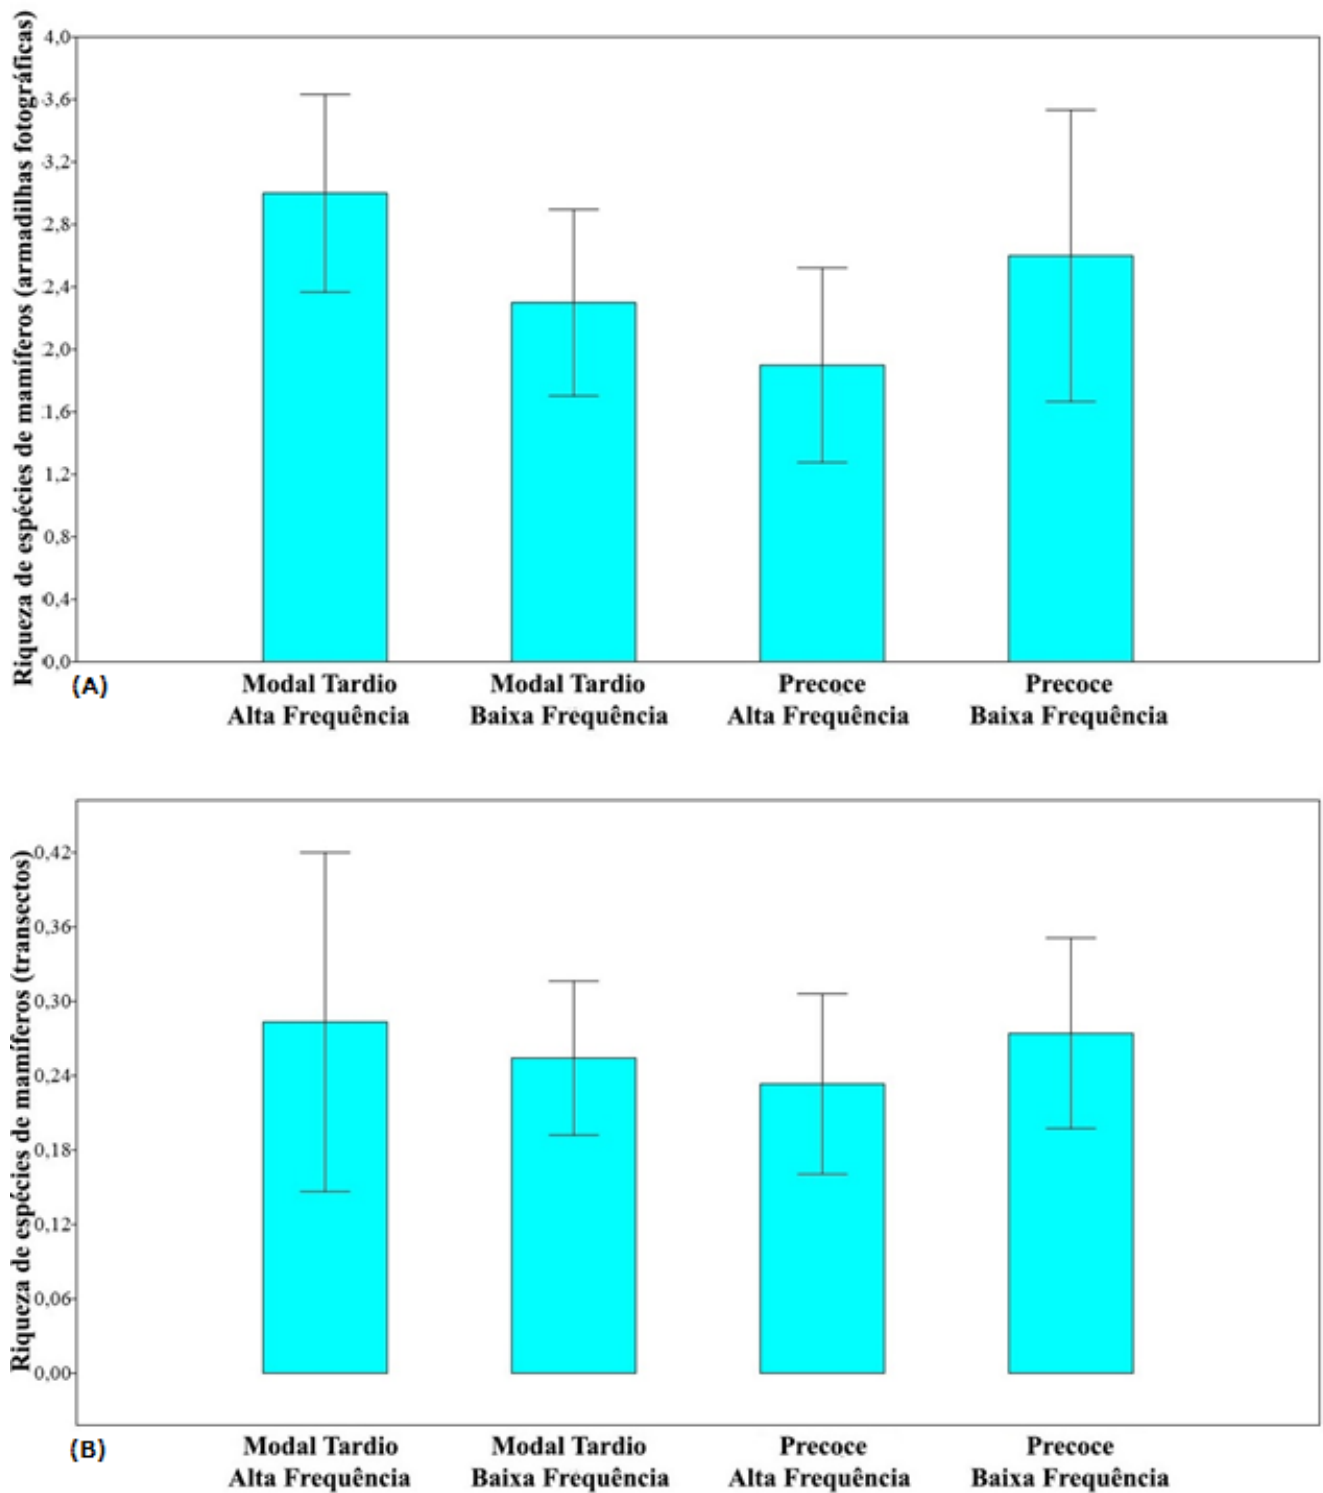 Riqueza de espécies de mamíferos (armadilhas fotográficas)
4,0
3,6
3,2
2,8
2,4
2,0
1,6
1,2
0,8
0,4
0,0
(A)
Modal Tardio
Alta Frequência
Modal Tardio
Baixa Frequência
Precoce
Alta Frequência
Precoce
Baixa Frequência
Riqueza de espécies de mamíferos (transectos)
0,42
0,36
0,30
0,24
0,18
0,12
0,06
0,00
(B)
Modal Tardio
Alta Frequência
Modal Tardio
Baixa Frequência
Precoce
Alta Frequência
Precoce
Baixa Frequência